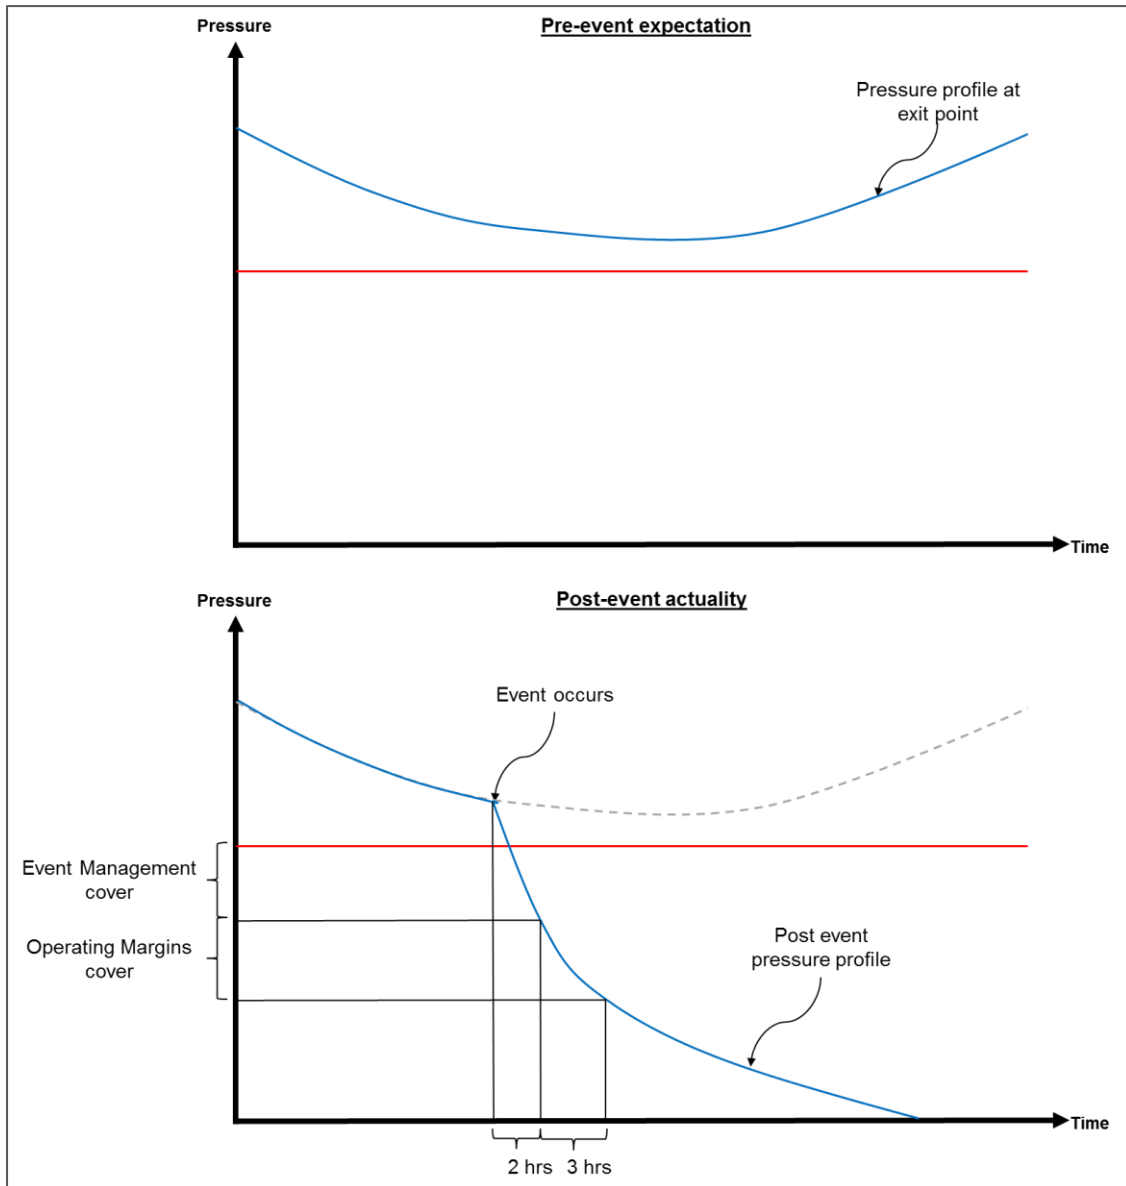 Pressure
Pre-event expectation
Pressure profile at
exit point
Time
Pressure
Post-event actuality
Event occurs
Event Management
cover
Operating Margins
cover
Post event
pressure profile
Time
2 hrs
3 hrs